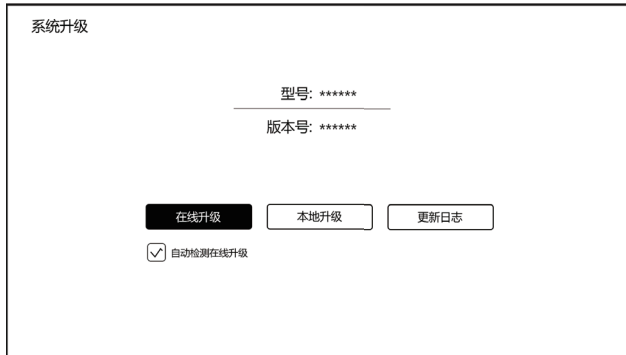 系统升级
型号: ******
版本号: ******
在线升级 本地升级 更新日志
自动检测在线升级